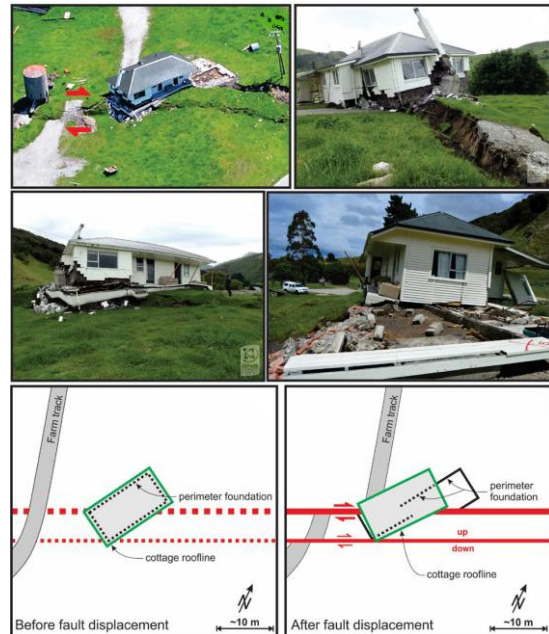 Farm track
perimeter
foundation
cottage roofline
Before fault displacement
N
~10 m
Farm track
perimeter
foundation
up
down
cottage roofline
After fault displacement
N
~10 m